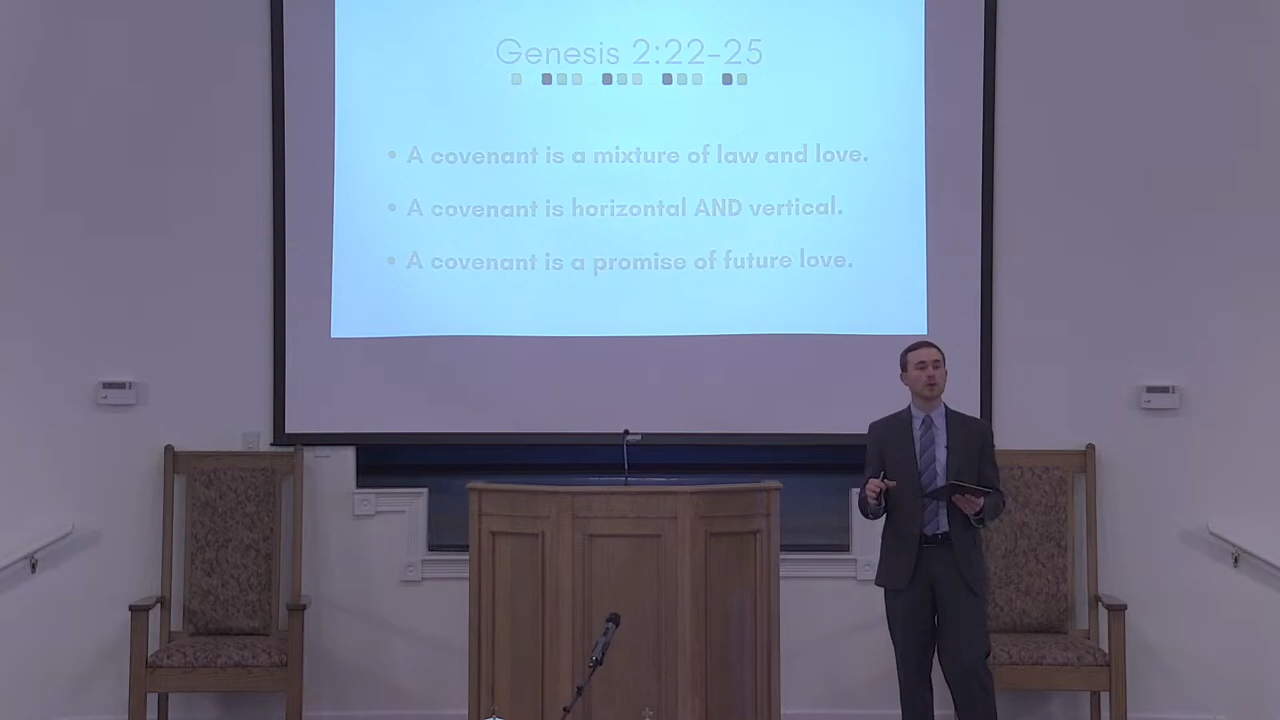 Genesis 2:22-25
• A covenant is a mixture of law and love.
• A covenant is horizontal AND vertical.
• A covenant is a promise of future love.